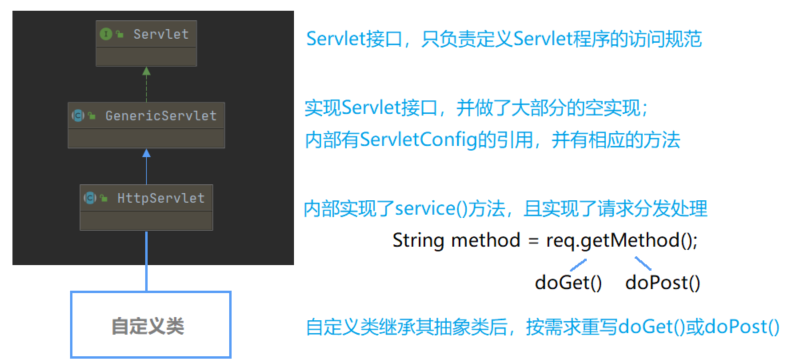 Servlet
Servlet接口，只负责定义Servlet程序的访问规范
GenericServlet
实现Servlet接口，并做了大部分的空实现；
内部有ServletConfig的引用，并有相应的方法
HttpServlet
内部实现了service()方法，且实现了请求分发处理
String method = req.getMethod();
doGet() doPost()
自定义类
自定义类继承其抽象类后，按需求重写doGet()或doPost()